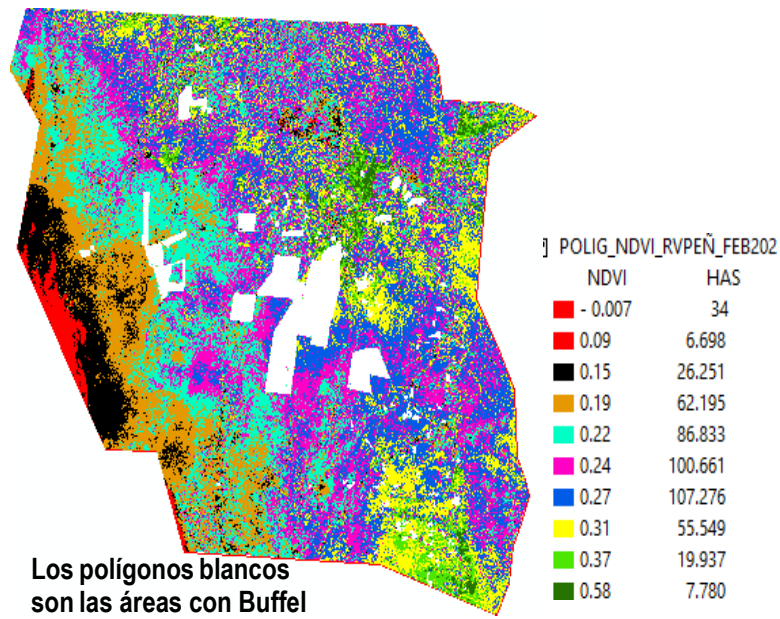 POLIG_NDVI_RVPEÑ_FEB202
NDVI HAS
- 0.007 34
0.09 6.698
0.15 26.251
0.19 62.195
0.22 86.833
0.24 100.661
0.27 107.276
0.31 55.549
0.37 19.937
0.58 7.780
Los polígonos blancos
son las áreas con Buffel